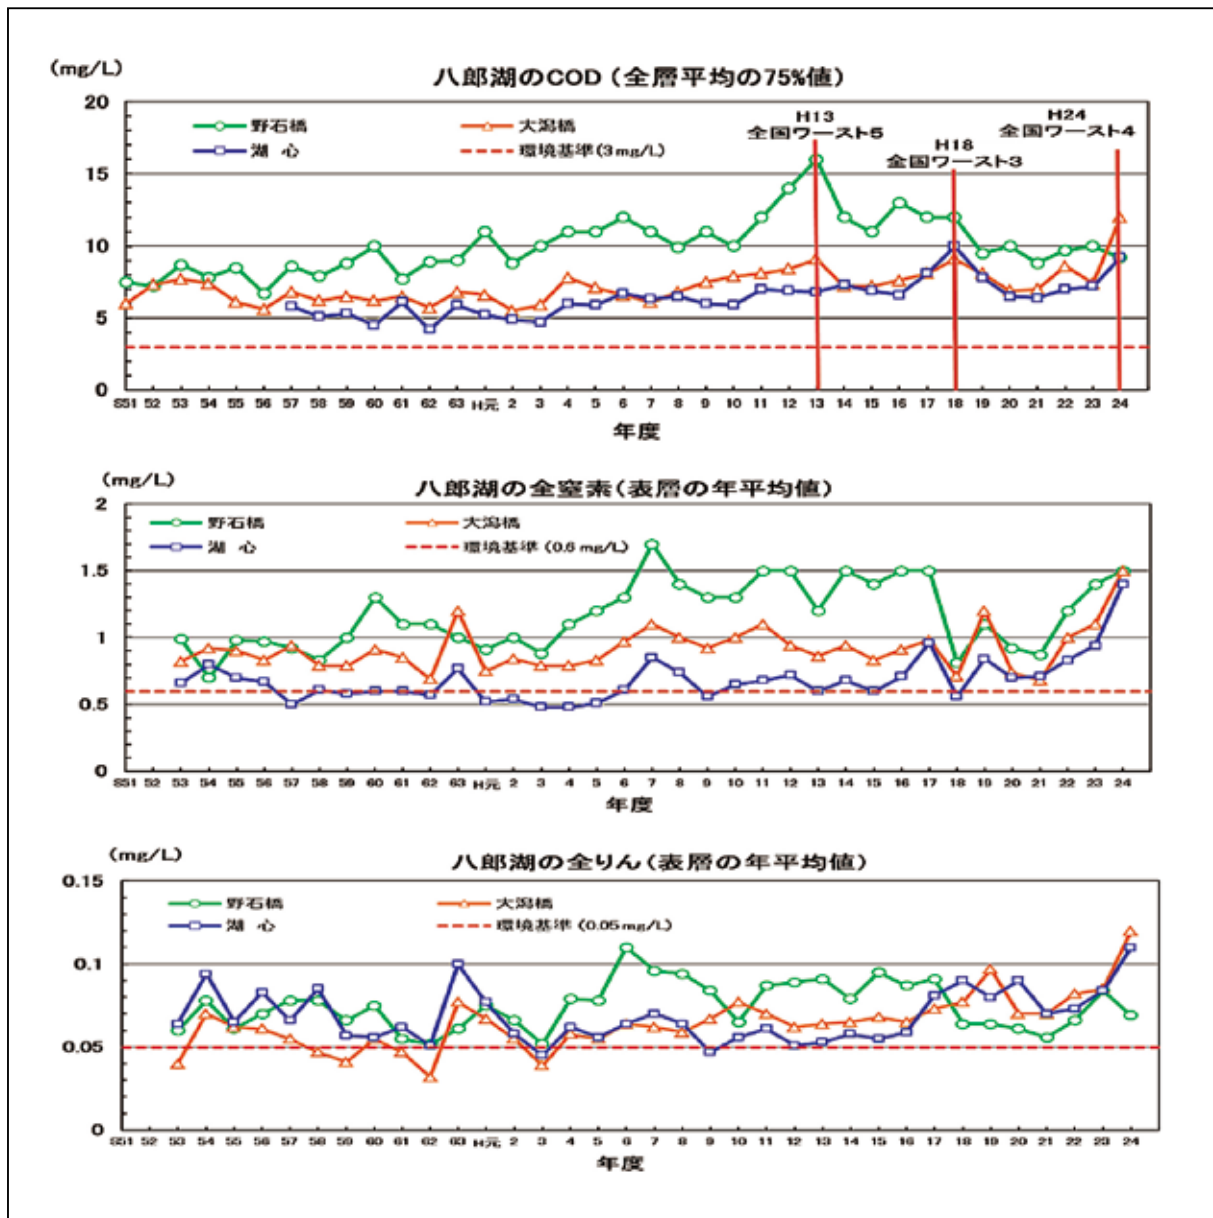 (mg/L)
八郎湖のCOD(全層平均の75%値)
野石橋
大潟橋
湖 心
環境基準(3mg/L)
H13
全国ワースト5
H18
全国ワースト3
H24
全国ワースト4
20
15
10
5
0
S51 52 53 54 55 56 57 58 59 60 61 62 63 H元 2 3 4 5 6 7 8 9 10 11 12 13 14 15 16 17 18 19 20 21 22 23 24
年度
(mg/L)
八郎湖の全窒素(表層の年平均値)
野石橋
大潟橋
湖 心
環境基準(0.6mg/L)
2
1.5
1
0.5
0
S51 52 53 54 55 56 57 58 59 60 61 62 63 H元 2 3 4 5 6 7 8 9 10 11 12 13 14 15 16 17 18 19 20 21 22 23 24
年度
(mg/L)
八郎湖の全りん(表層の年平均値)
野石橋
大潟橋
湖 心
環境基準(0.05mg/L)
0.15
0.1
0.05
0
S51 52 53 54 55 56 57 58 59 60 61 62 63 H元 2 3 4 5 6 7 8 9 10 11 12 13 14 15 16 17 18 19 20 21 22 23 24
年度